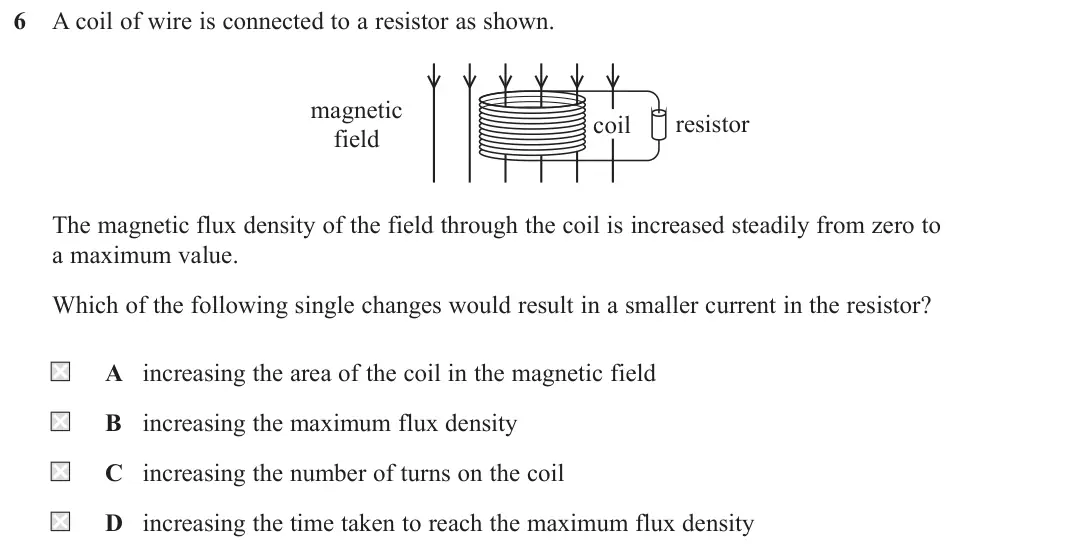 6 A coil of wire is connected to a resistor as shown.
magnetic
field
coil
resistor
The magnetic flux density of the field through the coil is increased steadily from zero to
a maximum value.
Which of the following single changes would result in a smaller current in the resistor?
A increasing the area of the coil in the magnetic field
B increasing the maximum flux density
C increasing the number of turns on the coil
D increasing the time taken to reach the maximum flux density